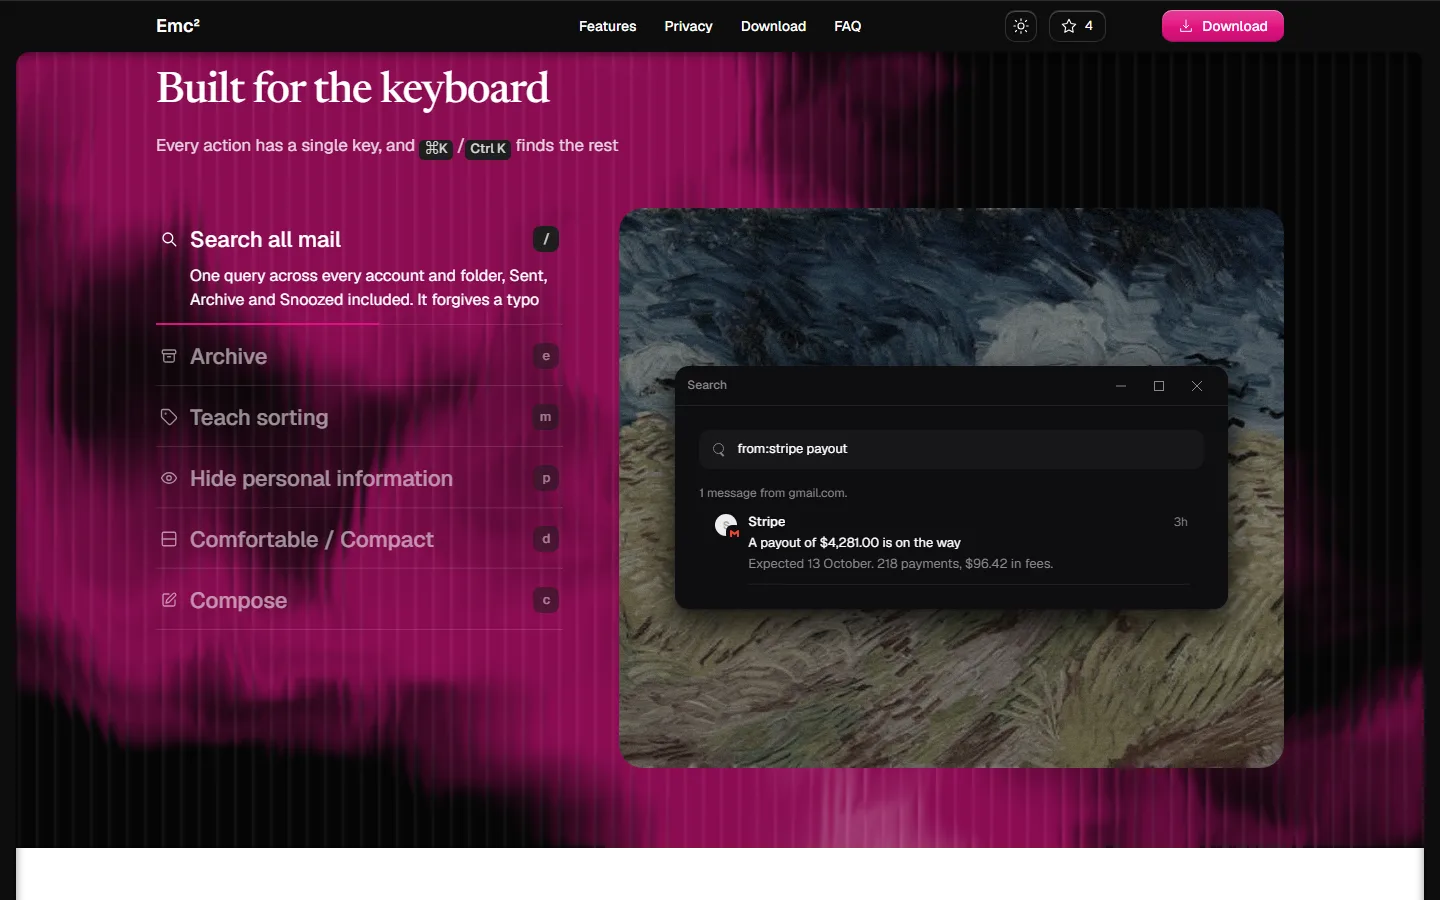 Emc²
Features
Privacy
Download
FAQ
4
Download
Built for the keyboard
Every action has a single key, and ⌘K / Ctrl K finds the rest
Search all mail /
One query across every account and folder, Sent,
Archive and Snoozed included. It forgives a typo
Archive e
Teach sorting m
Hide personal information p
Comfortable / Compact d
Compose c
Search
from:stripe payout
1 message from gmail.com.
Stripe 3h
A payout of $4,281.00 is on the way
Expected 13 October. 218 payments, $96.42 in fees.